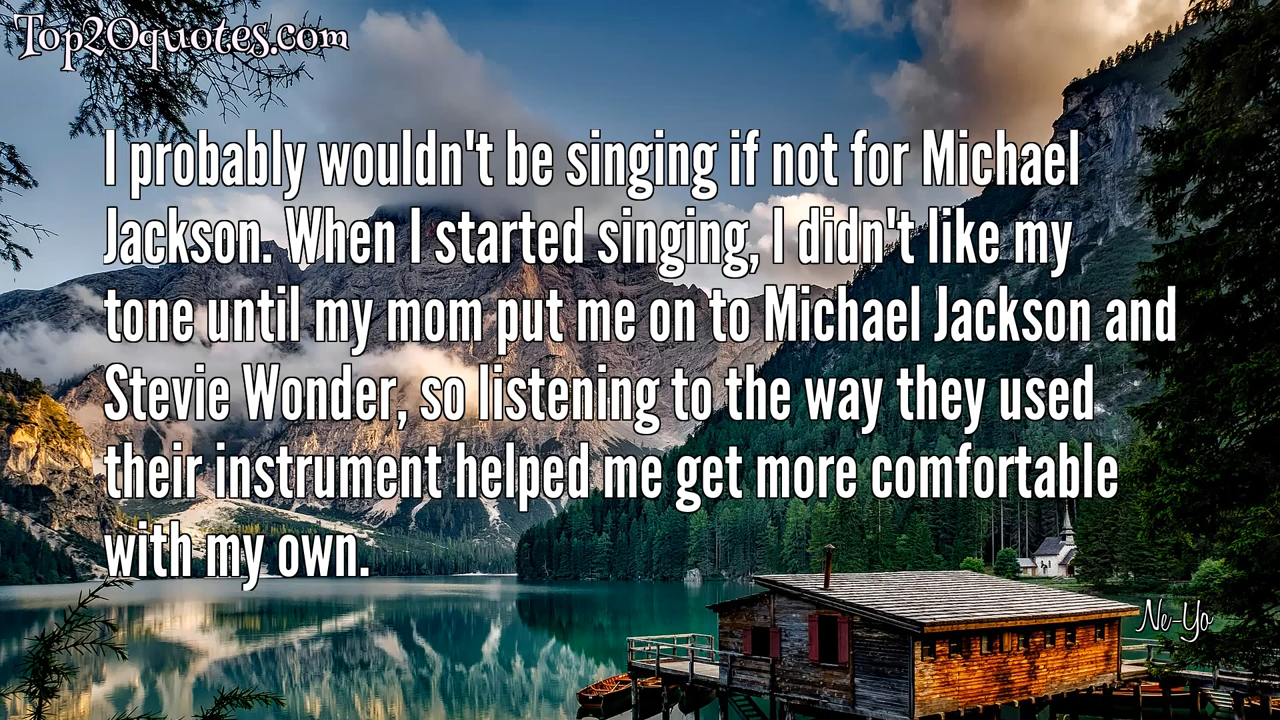 Top20quotes.com
I probably wouldn't be singing if not for Michael
Jackson. When I started singing, I didn't like my
tone until my mom put me on to Michael Jackson and
Stevie Wonder, so listening to the way they used
their instrument helped me get more comfortable
with my own.
Ne-Yo